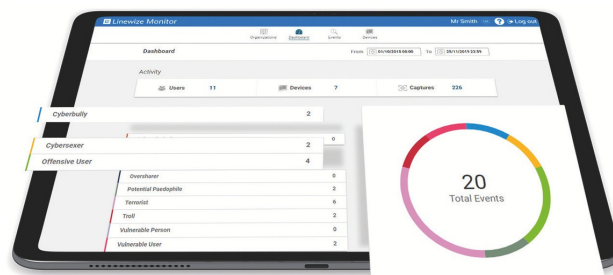 Linewize Monitor
Mr Smith ? Log out
Organizations Dashboard Events Devices
Dashboard From 01/10/2019 00:00 To 29/11/2019 23:59
Activity
Users 11 Devices 7 Captures 226
Cyberbully 2
0
Cybersexer 2
Offensive User 4
Oversharer 0
Potential Paedophile 2
Terrorist 6
Troll 2
Vulnerable Person 0
Vulnerable User 2
20
Total Events